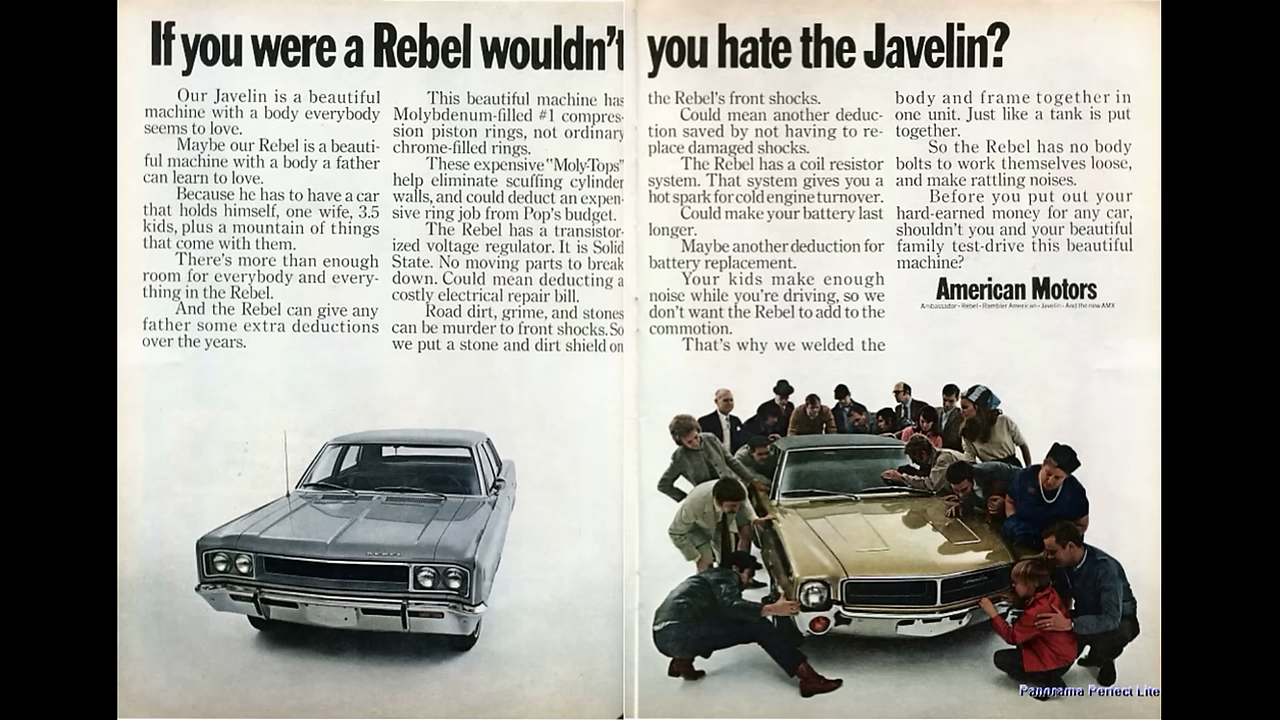 If you were a Rebel wouldn't you hate the Javelin?
Our Javelin is a beautiful
machine with a body everybody
seems to love.
Maybe our Rebel is a beauti-
ful machine with a body a father
can learn to love.
Because he has to have a car
that holds himself, one wife, 3.5
kids, plus a mountain of things
that come with them.
There's more than enough
room for everybody and every-
thing in the Rebel.
And the Rebel can give any
father some extra deductions
over the years.
This beautiful machine has
Molybdenum-filled #1 compres-
sion piston rings, not ordinary
chrome-filled rings.
These expensive "Moly-Tops"
help eliminate scuffing cylinder
walls, and could deduct an expen-
sive ring job from Pop's budget.
The Rebel has a transistor-
ized voltage regulator. It is Solid
State. No moving parts to break
down. Could mean deducting a
costly electrical repair bill.
Road dirt, grime, and stones
can be murder to front shocks. So
we put a stone and dirt shield on
the Rebel's front shocks.
Could mean another deduc-
tion saved by not having to re-
place damaged shocks.
The Rebel has a coil resistor
system. That system gives you a
hot spark for cold engine turnover.
Could make your battery last
longer.
Maybe another deduction for
battery replacement.
Your kids make enough
noise while you're driving, so we
don't want the Rebel to add to the
commotion.
That's why we welded the
body and frame together in
one unit. Just like a tank is put
together.
So the Rebel has no body
bolts to work themselves loose,
and make rattling noises.
Before you put out your
hard-earned money for any car,
shouldn't you and your beautiful
family test-drive this beautiful
machine?
American Motors
Ambassador • Rebel • Rambler American • Javelin • And the new AMX
REBEL
Javelin
Panorama Perfect Lite